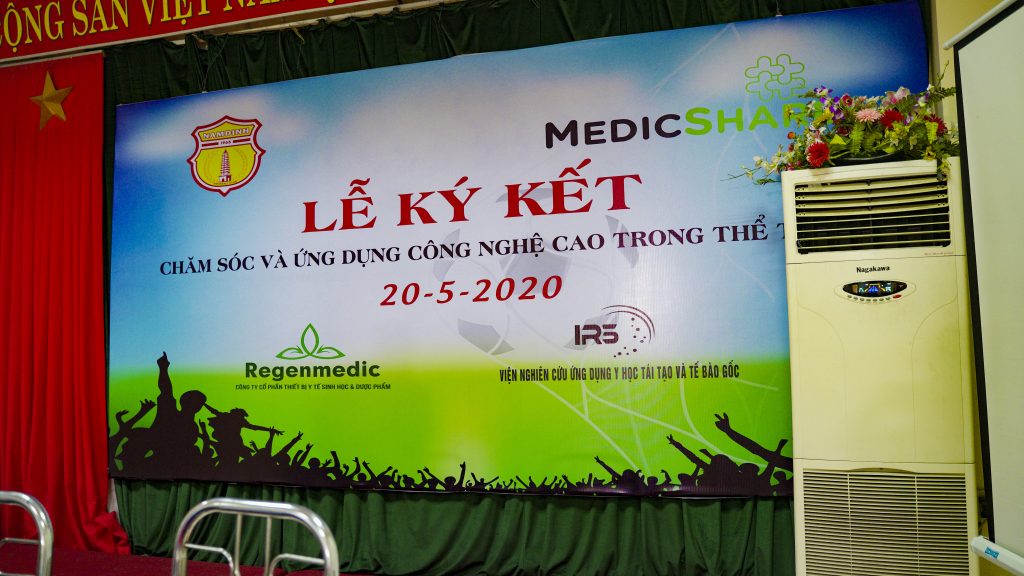 CỘNG SẢN VIỆT NAM
NAMDINH
1965
MEDICSHAR
LỄ KÝ KẾT
CHĂM SÓC VÀ ỨNG DỤNG CÔNG NGHỆ CAO TRONG THỂ T
20-5-2020
Regenmedic
CÔNG TY CỔ PHẦN THIẾT BỊ Y TẾ SINH HỌC & DƯỢC PHẨM
IRS
VIỆN NGHIÊN CỨU ỨNG DỤNG Y HỌC TÁI TẠO VÀ TẾ BÀO GỐC
Nagakawa